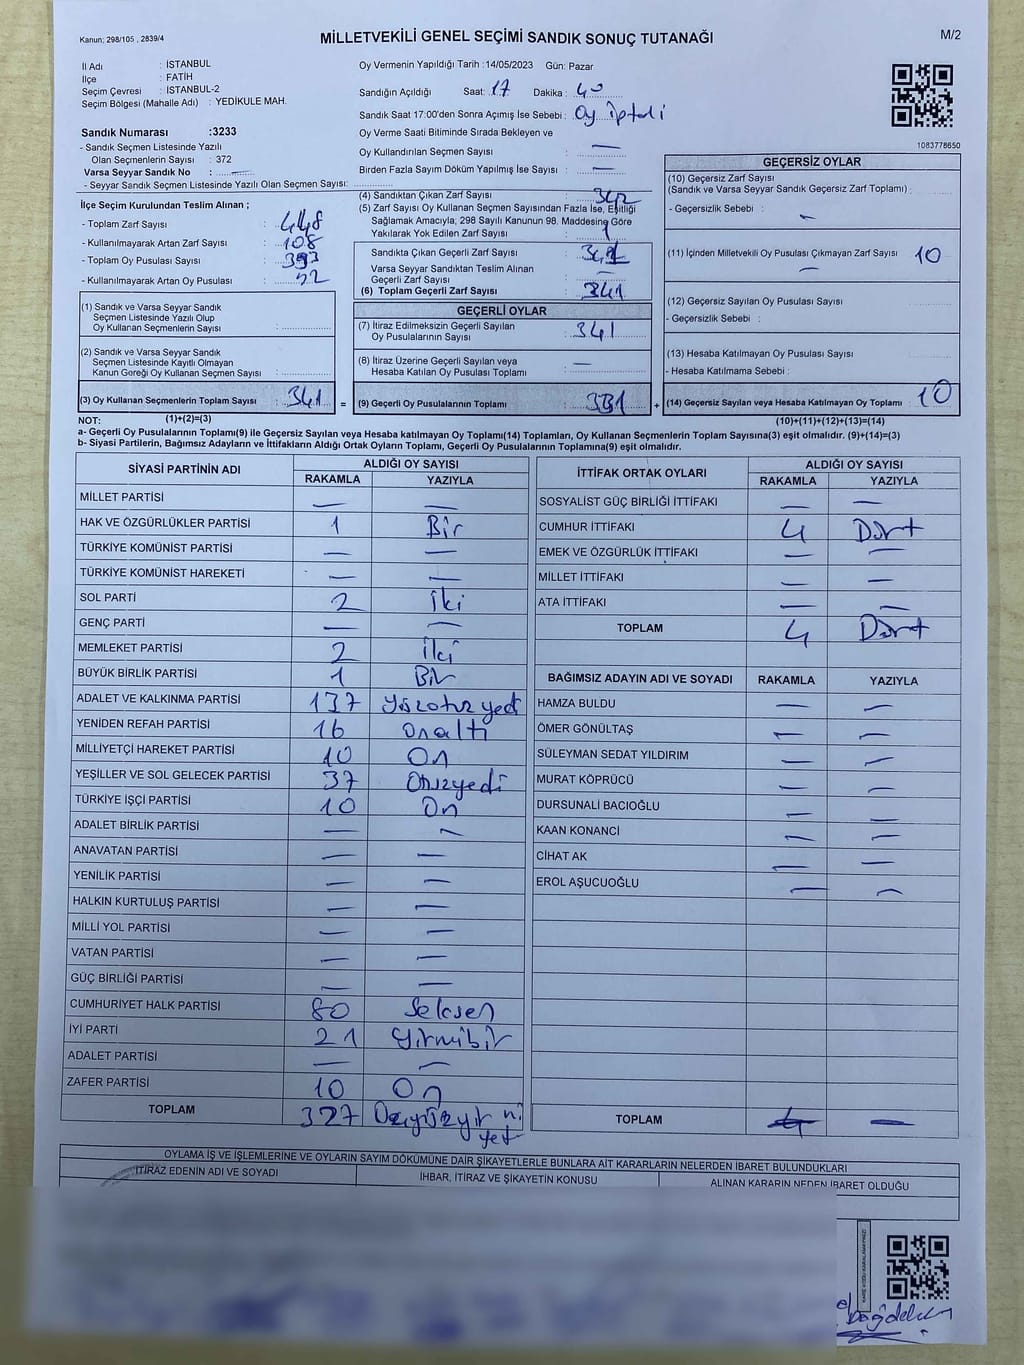 Kanun; 298/105 , 2839/4
MİLLETVEKİLİ GENEL SEÇİMİ SANDIK SONUÇ TUTANAĞI
M/2
İl Adı : İSTANBUL
İlçe : FATİH
Seçim Çevresi : İSTANBUL-2
Seçim Bölgesi (Mahalle Adı) : YEDİKULE MAH.
Sandık Numarası :3233
- Sandık Seçmen Listesinde Yazılı
Olan Seçmenlerin Sayısı : 372
Varsa Seyyar Sandık No : —
- Seyyar Sandık Seçmen Listesinde Yazılı Olan Seçmen Sayısı:
İlçe Seçim Kurulundan Teslim Alınan ;
- Toplam Zarf Sayısı : 448
- Kullanılmayarak Artan Zarf Sayısı : 108
- Toplam Oy Pusulası Sayısı : 393
- Kullanılmayarak Artan Oy Pusulası :
(1) Sandık ve Varsa Seyyar Sandık
Seçmen Listesinde Yazılı Olup
Oy Kullanan Seçmenlerin Sayısı :
(2) Sandık ve Varsa Seyyar Sandık
Seçmen Listesinde Kayıtlı Olmayan
Kanun Gereği Oy Kullanan Seçmen Sayısı :
(3) Oy Kullanan Seçmenlerin Toplam Sayısı : 341 =
Oy Vermenin Yapıldığı Tarih :14/05/2023 Gün: Pazar
Sandığın Açıldığı Saat: 17 Dakika : 40
Sandık Saat 17:00'den Sonra Açımış İse Sebebi : Oy İptali
Oy Verme Saati Bitiminde Sırada Bekleyen ve
Oy Kullandırılan Seçmen Sayısı : —
Birden Fazla Sayım Döküm Yapılmış İse Sayısı : —
(4) Sandıktan Çıkan Zarf Sayısı : 342
(5) Zarf Sayısı Oy Kullanan Seçmen Sayısından Fazla İse, Eşitliği
Sağlamak Amacıyla; 298 Sayılı Kanunun 98. Maddesine Göre
Yakılarak Yok Edilen Zarf Sayısı : 1
Sandıkta Çıkan Geçerli Zarf Sayısı : 341
Varsa Seyyar Sandıktan Teslim Alınan
Geçerli Zarf Sayısı : —
(6) Toplam Geçerli Zarf Sayısı : 341
GEÇERLİ OYLAR
(7) İtiraz Edilmeksizin Geçerli Sayılan
Oy Pusulalarının Sayısı : 341
(8) İtiraz Üzerine Geçerli Sayılan veya
Hesaba Katılan Oy Pusulası Toplamı : —
(9) Geçerli Oy Pusulalarının Toplamı : 331 +
1083778650
GEÇERSİZ OYLAR
(10) Geçersiz Zarf Sayısı
(Sandık ve Varsa Seyyar Sandık Geçersiz Zarf Toplamı) :
- Geçersizlik Sebebi : —
(11) İçinden Milletvekili Oy Pusulası Çıkmayan Zarf Sayısı 10
—
(12) Geçersiz Sayılan Oy Pusulası Sayısı
- Geçersizlik Sebebi :
(13) Hesaba Katılmayan Oy Pusulası Sayısı
- Hesaba Katılmama Sebebi :
(14) Geçersiz Sayılan veya Hesaba Katılmayan Oy Toplamı 10
NOT: (1)+(2)=(3) (10)+(11)+(12)+(13)=(14)
a- Geçerli Oy Pusulalarının Toplamı(9) ile Geçersiz Sayılan veya Hesaba katılmayan Oy Toplamı(14) Toplamları, Oy Kullanan Seçmenlerin Toplam Sayısına(3) eşit olmalıdır. (9)+(14)=(3)
b- Siyasi Partilerin, Bağımsız Adayların ve İttifakların Aldığı Ortak Oyların Toplamı, Geçerli Oy Pusulalarının Toplamına(9) eşit olmalıdır.
SİYASİ PARTİNİN ADI ALDIĞI OY SAYISI
RAKAMLA YAZIYLA
MİLLET PARTİSİ — —
HAK VE ÖZGÜRLÜKLER PARTİSİ 1 Bir
TÜRKİYE KOMÜNİST PARTİSİ — —
TÜRKİYE KOMÜNİST HAREKETİ — —
SOL PARTİ 2 İki
GENÇ PARTİ — —
MEMLEKET PARTİSİ 2 İki
BÜYÜK BİRLİK PARTİSİ 1 Bir
ADALET VE KALKINMA PARTİSİ 137 Yüzotuzyedi
YENİDEN REFAH PARTİSİ 16 Onaltı
MİLLİYETÇİ HAREKET PARTİSİ 10 On
YEŞİLLER VE SOL GELECEK PARTİSİ 37 Otuzyedi
TÜRKİYE İŞÇİ PARTİSİ 10 On
ADALET BİRLİK PARTİSİ — —
ANAVATAN PARTİSİ — —
YENİLİK PARTİSİ — —
HALKIN KURTULUŞ PARTİSİ — —
MİLLİ YOL PARTİSİ — —
VATAN PARTİSİ — —
GÜÇ BİRLİĞİ PARTİSİ — —
CUMHURİYET HALK PARTİSİ 80 Seksen
İYİ PARTİ 21 Yirmibir
ADALET PARTİSİ — —
ZAFER PARTİSİ 10 On
TOPLAM 327
İTTİFAK ORTAK OYLARI ALDIĞI OY SAYISI
RAKAMLA YAZIYLA
SOSYALİST GÜÇ BİRLİĞİ İTTİFAKI — —
CUMHUR İTTİFAKI 4 Dört
EMEK VE ÖZGÜRLÜK İTTİFAKI — —
MİLLET İTTİFAKI — —
ATA İTTİFAKI — —
TOPLAM 4 Dört
BAĞIMSIZ ADAYIN ADI VE SOYADI RAKAMLA YAZIYLA
HAMZA BULDU — —
ÖMER GÖNÜLTAŞ — —
SÜLEYMAN SEDAT YILDIRIM — —
MURAT KÖPRÜCÜ — —
DURSUNALİ BACIOĞLU — —
KAAN KONANCİ — —
CİHAT AK — —
EROL AŞUCUOĞLU — —
TOPLAM —
OYLAMA İŞ VE İŞLEMLERİNE VE OYLARIN SAYIM DÖKÜMÜNE DAİR ŞİKAYETLERLE BUNLARA AİT KARARLARIN NELERDEN İBARET BULUNDUKLARI
İTİRAZ EDENİN ADI VE SOYADI İHBAR, İTİRAZ VE ŞİKAYETİN KONUSU ALINAN KARARIN NEDEN İBARET OLDUĞU